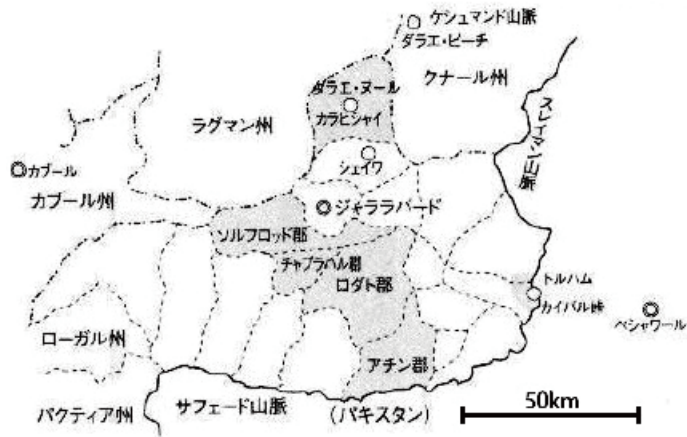 ケシュマンド山脈
ダラエ・ピーチ
クナール州
ダラエ・ヌール
カラヒシャイ
ラグマン州
スレイマン山脈
シェイワ
カブール
カブール州
ジャララバード
ソルフロッド郡
チャプラハル郡
ロダト郡
トルハム
カイバル峠
ペシャワール
ローガル州
アチン郡
パクティア州
サフェード山脈
(パキスタン)
50km